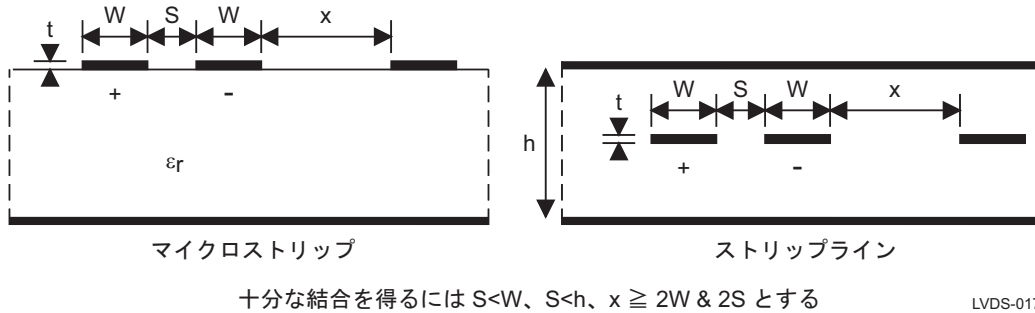 W S W x
t
+ -
εr
マイクロストリップ
W S W x
t
h
+ -
ストリップライン
十分な結合を得るには S<W、S<h、x ≧ 2W & 2S とする
LVDS-017